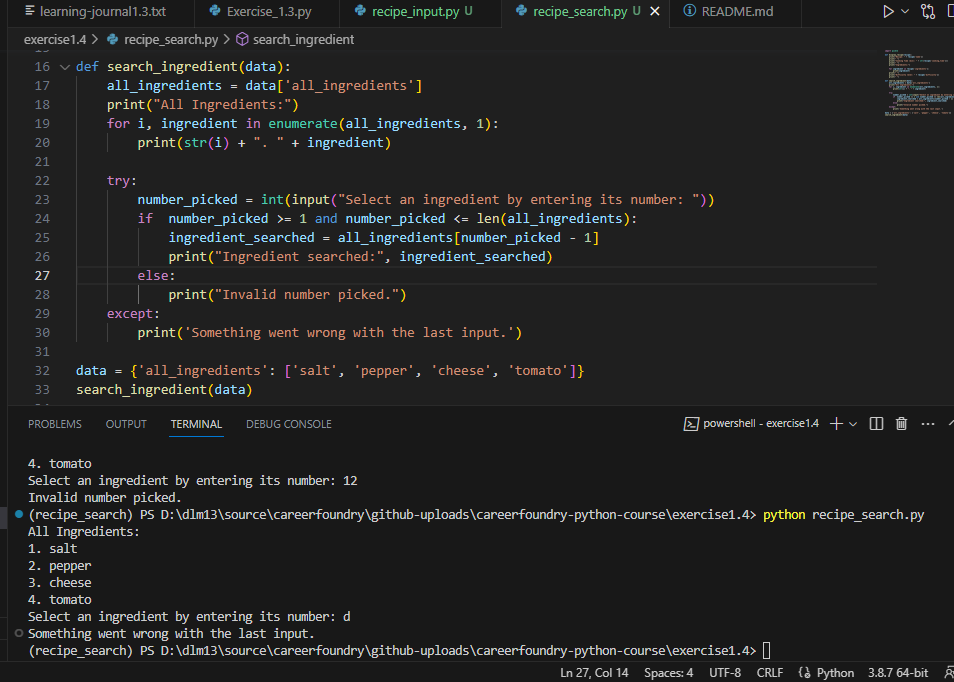 learning-journal1.3.txt Exercise_1.3.py recipe_input.py U recipe_search.py U README.md
exercise1.4 > recipe_search.py > search_ingredient
16 def search_ingredient(data):
17     all_ingredients = data['all_ingredients']
18     print("All Ingredients:")
19     for i, ingredient in enumerate(all_ingredients, 1):
20         print(str(i) + ". " + ingredient)
21
22     try:
23         number_picked = int(input("Select an ingredient by entering its number: "))
24         if  number_picked >= 1 and number_picked <= len(all_ingredients):
25             ingredient_searched = all_ingredients[number_picked - 1]
26             print("Ingredient searched:", ingredient_searched)
27         else:
28             print("Invalid number picked.")
29     except:
30         print('Something went wrong with the last input.')
31
32 data = {'all_ingredients': ['salt', 'pepper', 'cheese', 'tomato']}
33 search_ingredient(data)
PROBLEMS OUTPUT TERMINAL DEBUG CONSOLE powershell - exercise1.4
4. tomato
Select an ingredient by entering its number: 12
Invalid number picked.
(recipe_search) PS D:\dlm13\source\careerfoundry\github-uploads\careerfoundry-python-course\exercise1.4> python recipe_search.py
All Ingredients:
1. salt
2. pepper
3. cheese
4. tomato
Select an ingredient by entering its number: d
Something went wrong with the last input.
(recipe_search) PS D:\dlm13\source\careerfoundry\github-uploads\careerfoundry-python-course\exercise1.4>
Ln 27, Col 14 Spaces: 4 UTF-8 CRLF Python 3.8.7 64-bit